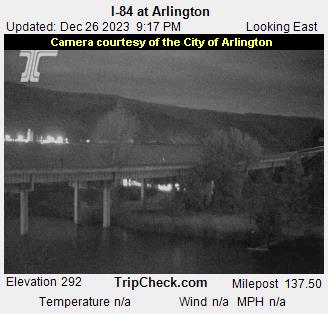 I-84 at Arlington
Updated: Dec 26 2023 9:17 PM Looking East
Camera courtesy of the City of Arlington
Elevation 292 TripCheck.com Milepost 137.50
Temperature n/a Wind n/a MPH n/a